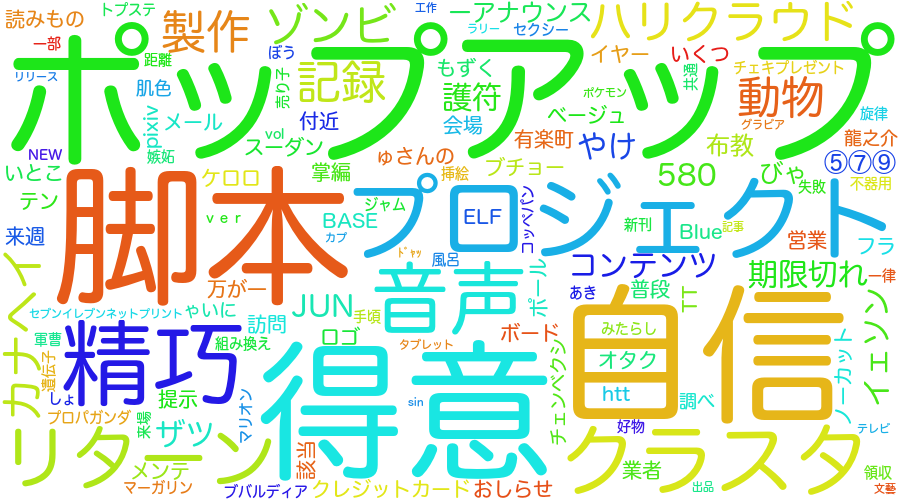 読みもの
トプステ
製作
ゾンビ
工作
ーアナウンス
ラリー
セクシー
ハリクラウド
一部
リリース
ポップアップ
距離
ぼう
売り子
記録
もずく
イヤー
いくつ
共通
チェキプレゼント
肌色
護符
ポケモン
動物
pixiv
メール
付近
会場
ベージュ
グラビア
旋律
NEW
嫉妬
vol
スーダン
有楽町
やけ
布教
龍之介
いとこ
ケロロ
掌編
ゅさんの
挿絵
ブチョー
580
びゃ
失敗
⑤⑦⑨
不器用
テン
脚本
ver
BASE
ジャム
プロジェクト
ELF
コッペパン
新刊
Blue
記事
来週
カプ
ﾄﾞｬｯ
風呂
営業
フラ
カナヘイ
万が一
音声
ポール
コンテンツ
期限切れ
一律
あき
普段
TT
セブンイレブンネットプリント
ゃいに
JUN
手頃
自信
イェソン
軍曹
精巧
訪問
ロゴ
ボード
みたらし
ノーカット
組み換え
タブレット
オタク
遺伝子
得意
チェンベクシ
しょ
提示
マリオン
sin
htt
調べ
プロパガンダ
来場
ザツ
好物
テレビ
リターン
メンテ
該当
クラスタ
業者
領収
マーガリン
ブバルディア
クレジットカード
おしらせ
出品
文藝